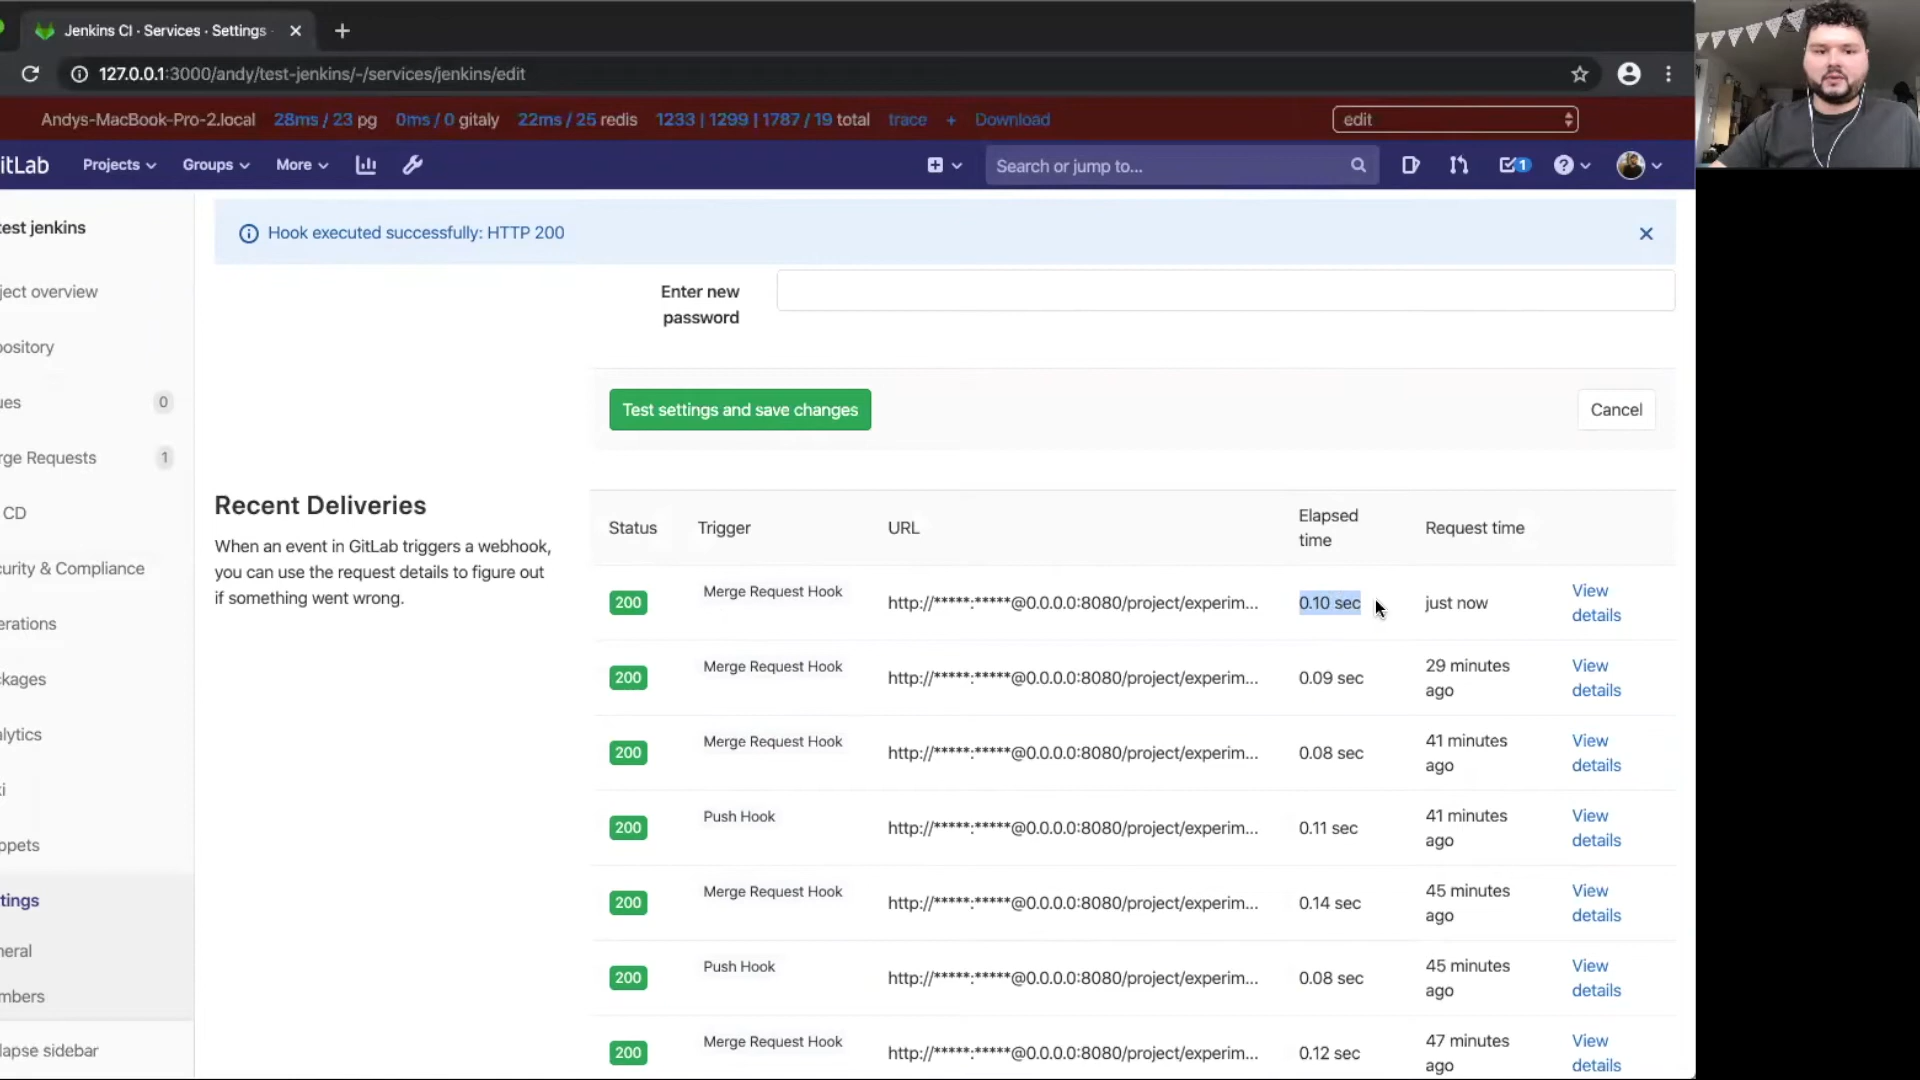 Jenkins CI · Services · Settings
127.0.0.1:3000/andy/test-jenkins/-/services/jenkins/edit
Andys-MacBook-Pro-2.local 28ms / 23 pg 0ms / 0 gitaly 22ms / 25 redis 1233 | 1299 | 1787 / 19 total trace + Download edit
itLab Projects Groups More Search or jump to... 1
est jenkins
Hook executed successfully: HTTP 200
ject overview
Enter new
password
pository
ues 0
Test settings and save changes Cancel
rge Requests 1
CD
curity & Compliance
erations
ckages
alytics
i
ppets
tings
neral
mbers
lapse sidebar
Recent Deliveries
When an event in GitLab triggers a webhook,
you can use the request details to figure out
if something went wrong.
Status Trigger URL Elapsed time Request time
200 Merge Request Hook http://*****:*****@0.0.0.0:8080/project/experim... 0.10 sec just now View details
200 Merge Request Hook http://*****:*****@0.0.0.0:8080/project/experim... 0.09 sec 29 minutes ago View details
200 Merge Request Hook http://*****:*****@0.0.0.0:8080/project/experim... 0.08 sec 41 minutes ago View details
200 Push Hook http://*****:*****@0.0.0.0:8080/project/experim... 0.11 sec 41 minutes ago View details
200 Merge Request Hook http://*****:*****@0.0.0.0:8080/project/experim... 0.14 sec 45 minutes ago View details
200 Push Hook http://*****:*****@0.0.0.0:8080/project/experim... 0.08 sec 45 minutes ago View details
200 Merge Request Hook http://*****:*****@0.0.0.0:8080/project/experim... 0.12 sec 47 minutes ago View details